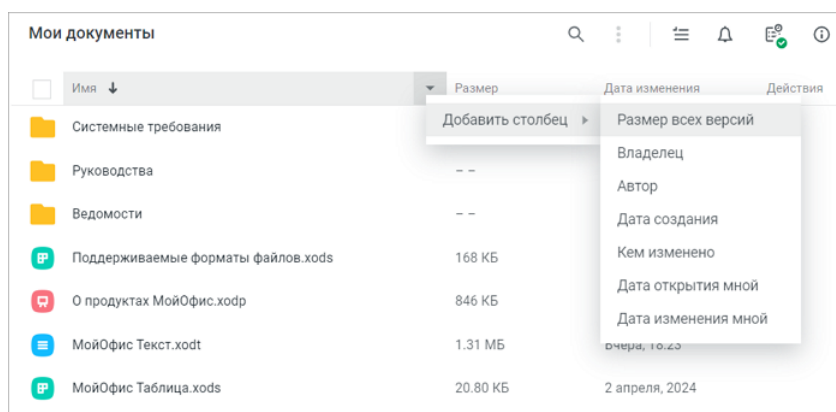 Мои документы
Имя Размер Дата изменения Действия
Добавить столбец Размер всех версий
Системные требования
Владелец
Руководства – –
Автор
Ведомости – –
Дата создания
Поддерживаемые форматы файлов.xods 168 КБ
Кем изменено
Дата открытия мной
О продуктах МойОфис.xodp 846 КБ
Дата изменения мной
МойОфис Текст.xodt 1.31 МБ Вчера, 18:23
МойОфис Таблица.xods 20.80 КБ 2 апреля, 2024